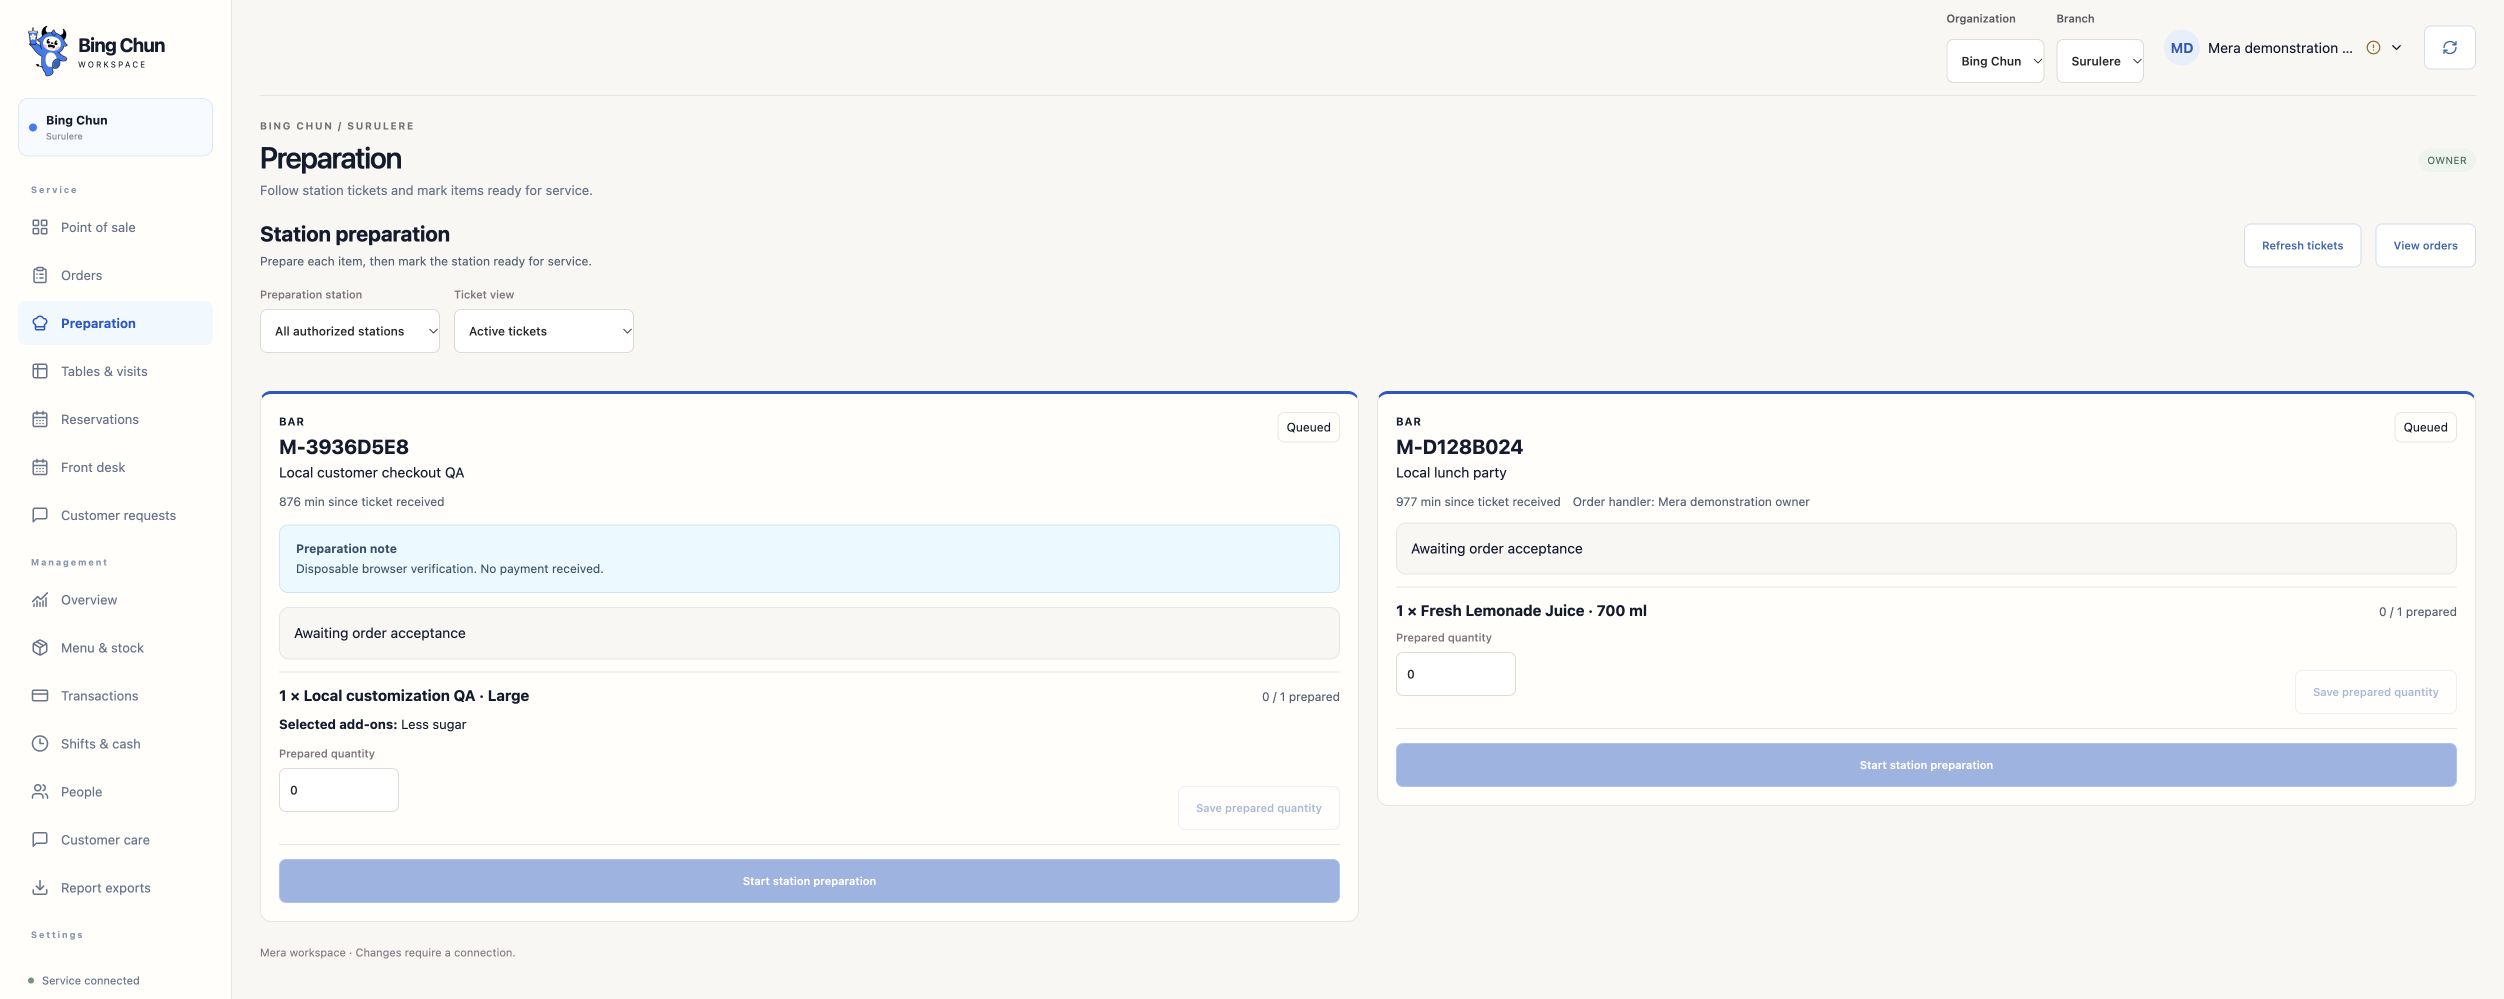 Bing Chun
WORKSPACE
Bing Chun
Surulere
Service
Point of sale
Orders
Preparation
Tables & visits
Reservations
Front desk
Customer requests
Management
Overview
Menu & stock
Transactions
Shifts & cash
People
Customer care
Report exports
Settings
Service connected
Organization
Branch
Bing Chun
Surulere
MD
Mera demonstration ...
BING CHUN / SURULERE
Preparation
OWNER
Follow station tickets and mark items ready for service.
Station preparation
Prepare each item, then mark the station ready for service.
Refresh tickets
View orders
Preparation station
Ticket view
All authorized stations
Active tickets
BAR
Queued
M-3936D5E8
Local customer checkout QA
876 min since ticket received
Preparation note
Disposable browser verification. No payment received.
Awaiting order acceptance
1 × Local customization QA · Large
0 / 1 prepared
Selected add-ons: Less sugar
Prepared quantity
0
Save prepared quantity
Start station preparation
BAR
Queued
M-D128B024
Local lunch party
977 min since ticket received Order handler: Mera demonstration owner
Awaiting order acceptance
1 × Fresh Lemonade Juice · 700 ml
0 / 1 prepared
Prepared quantity
0
Save prepared quantity
Start station preparation
Mera workspace · Changes require a connection.